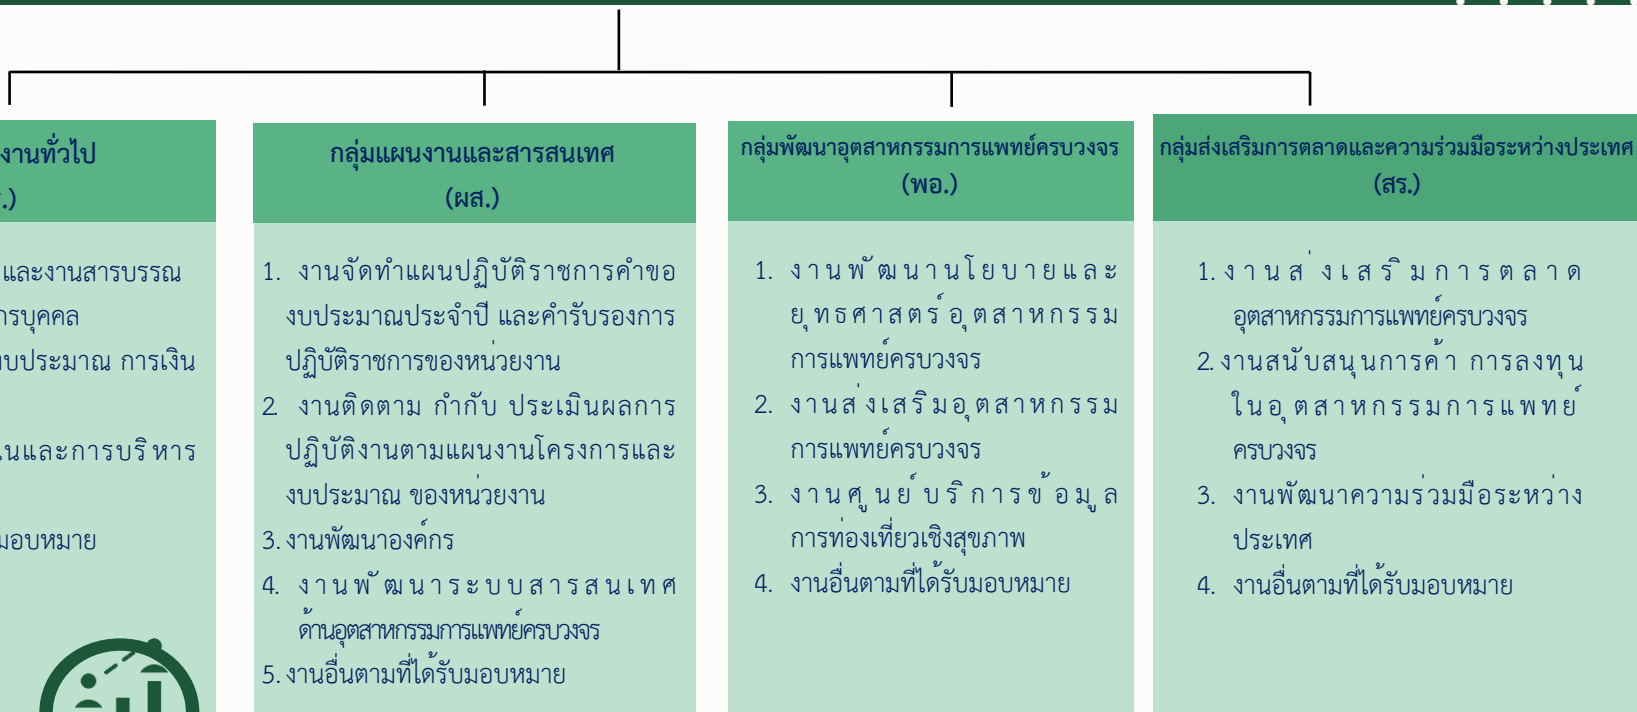 งานทั่วไป
.)
และงานสารบรรณ
บุคคล
งบประมาณ การเงิน
และการบริหาร
มอบหมาย
กลุ่มแผนงานและสารสนเทศ
(ผส.)
1. งานจัดทำแผนปฏิบัติราชการคำขอ
งบประมาณประจำปี และคำรับรองการ
ปฏิบัติราชการของหน่วยงาน
2. งานติดตาม กำกับ ประเมินผลการ
ปฏิบัติงานตามแผนงานโครงการและ
งบประมาณ ของหน่วยงาน
3. งานพัฒนาองค์กร
4. งานพัฒนาระบบสารสนเทศ
ด้านอุตสาหกรรมการแพทย์ครบวงจร
5. งานอื่นตามที่ได้รับมอบหมาย
กลุ่มพัฒนาอุตสาหกรรมการแพทย์ครบวงจร
(พอ.)
1. งานพัฒนานโยบายและ
ยุทธศาสตร์อุตสาหกรรม
การแพทย์ครบวงจร
2. งานส่งเสริมอุตสาหกรรม
การแพทย์ครบวงจร
3. งานศูนย์บริการข้อมูล
การท่องเที่ยวเชิงสุขภาพ
4. งานอื่นตามที่ได้รับมอบหมาย
กลุ่มส่งเสริมการตลาดและความร่วมมือระหว่างประเทศ
(สร.)
1. งานส่งเสริมการตลาด
อุตสาหกรรมการแพทย์ครบวงจร
2. งานสนับสนุนการค้า การลงทุน
ในอุตสาหกรรมการแพทย์
ครบวงจร
3. งานพัฒนาความร่วมมือระหว่าง
ประเทศ
4. งานอื่นตามที่ได้รับมอบหมาย